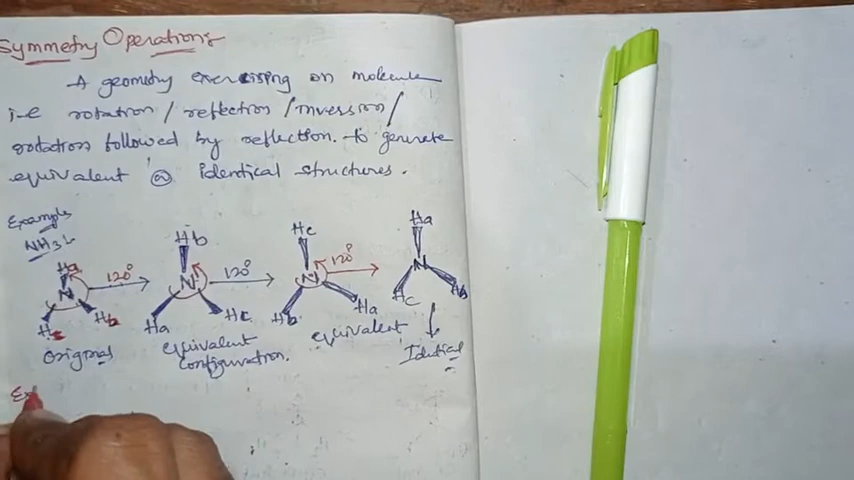 Symmetry Operations
A geometry exercising on molecule
i-e rotation / reflection / inversion /
rotation followed by reflection. to generate
equivalent @ identical structures.
Example
NH3
Ha 120° Hb 120° Hc 120° Ha
N N N N
Hc Hb Ha Hc Hb Ha Hc Hb
Original equivalent configuration. equivalent Identical
Ex